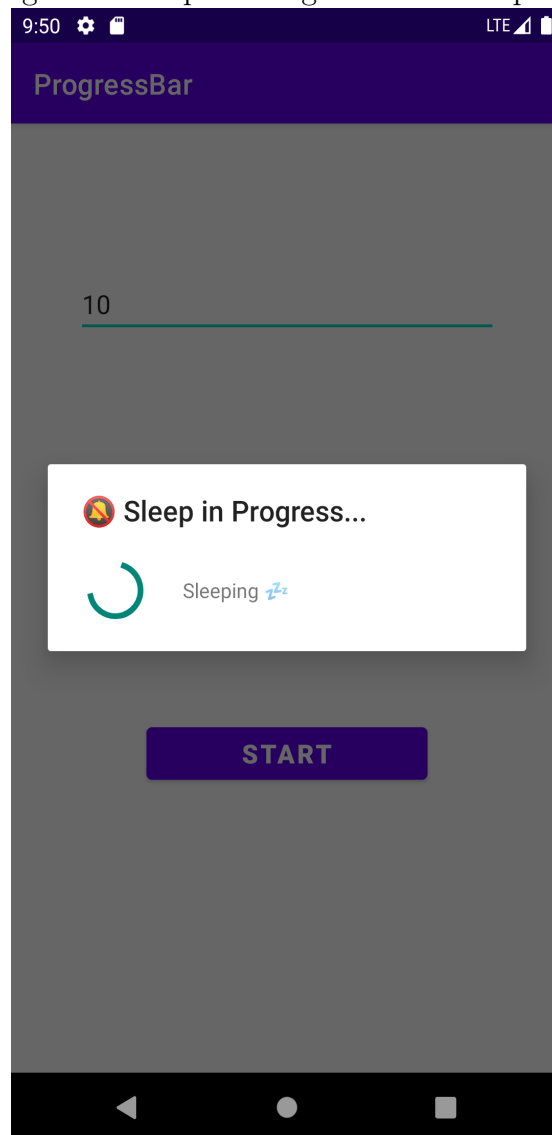 9:50 LTE
ProgressBar
10
🔕 Sleep in Progress...
Sleeping 💤
START